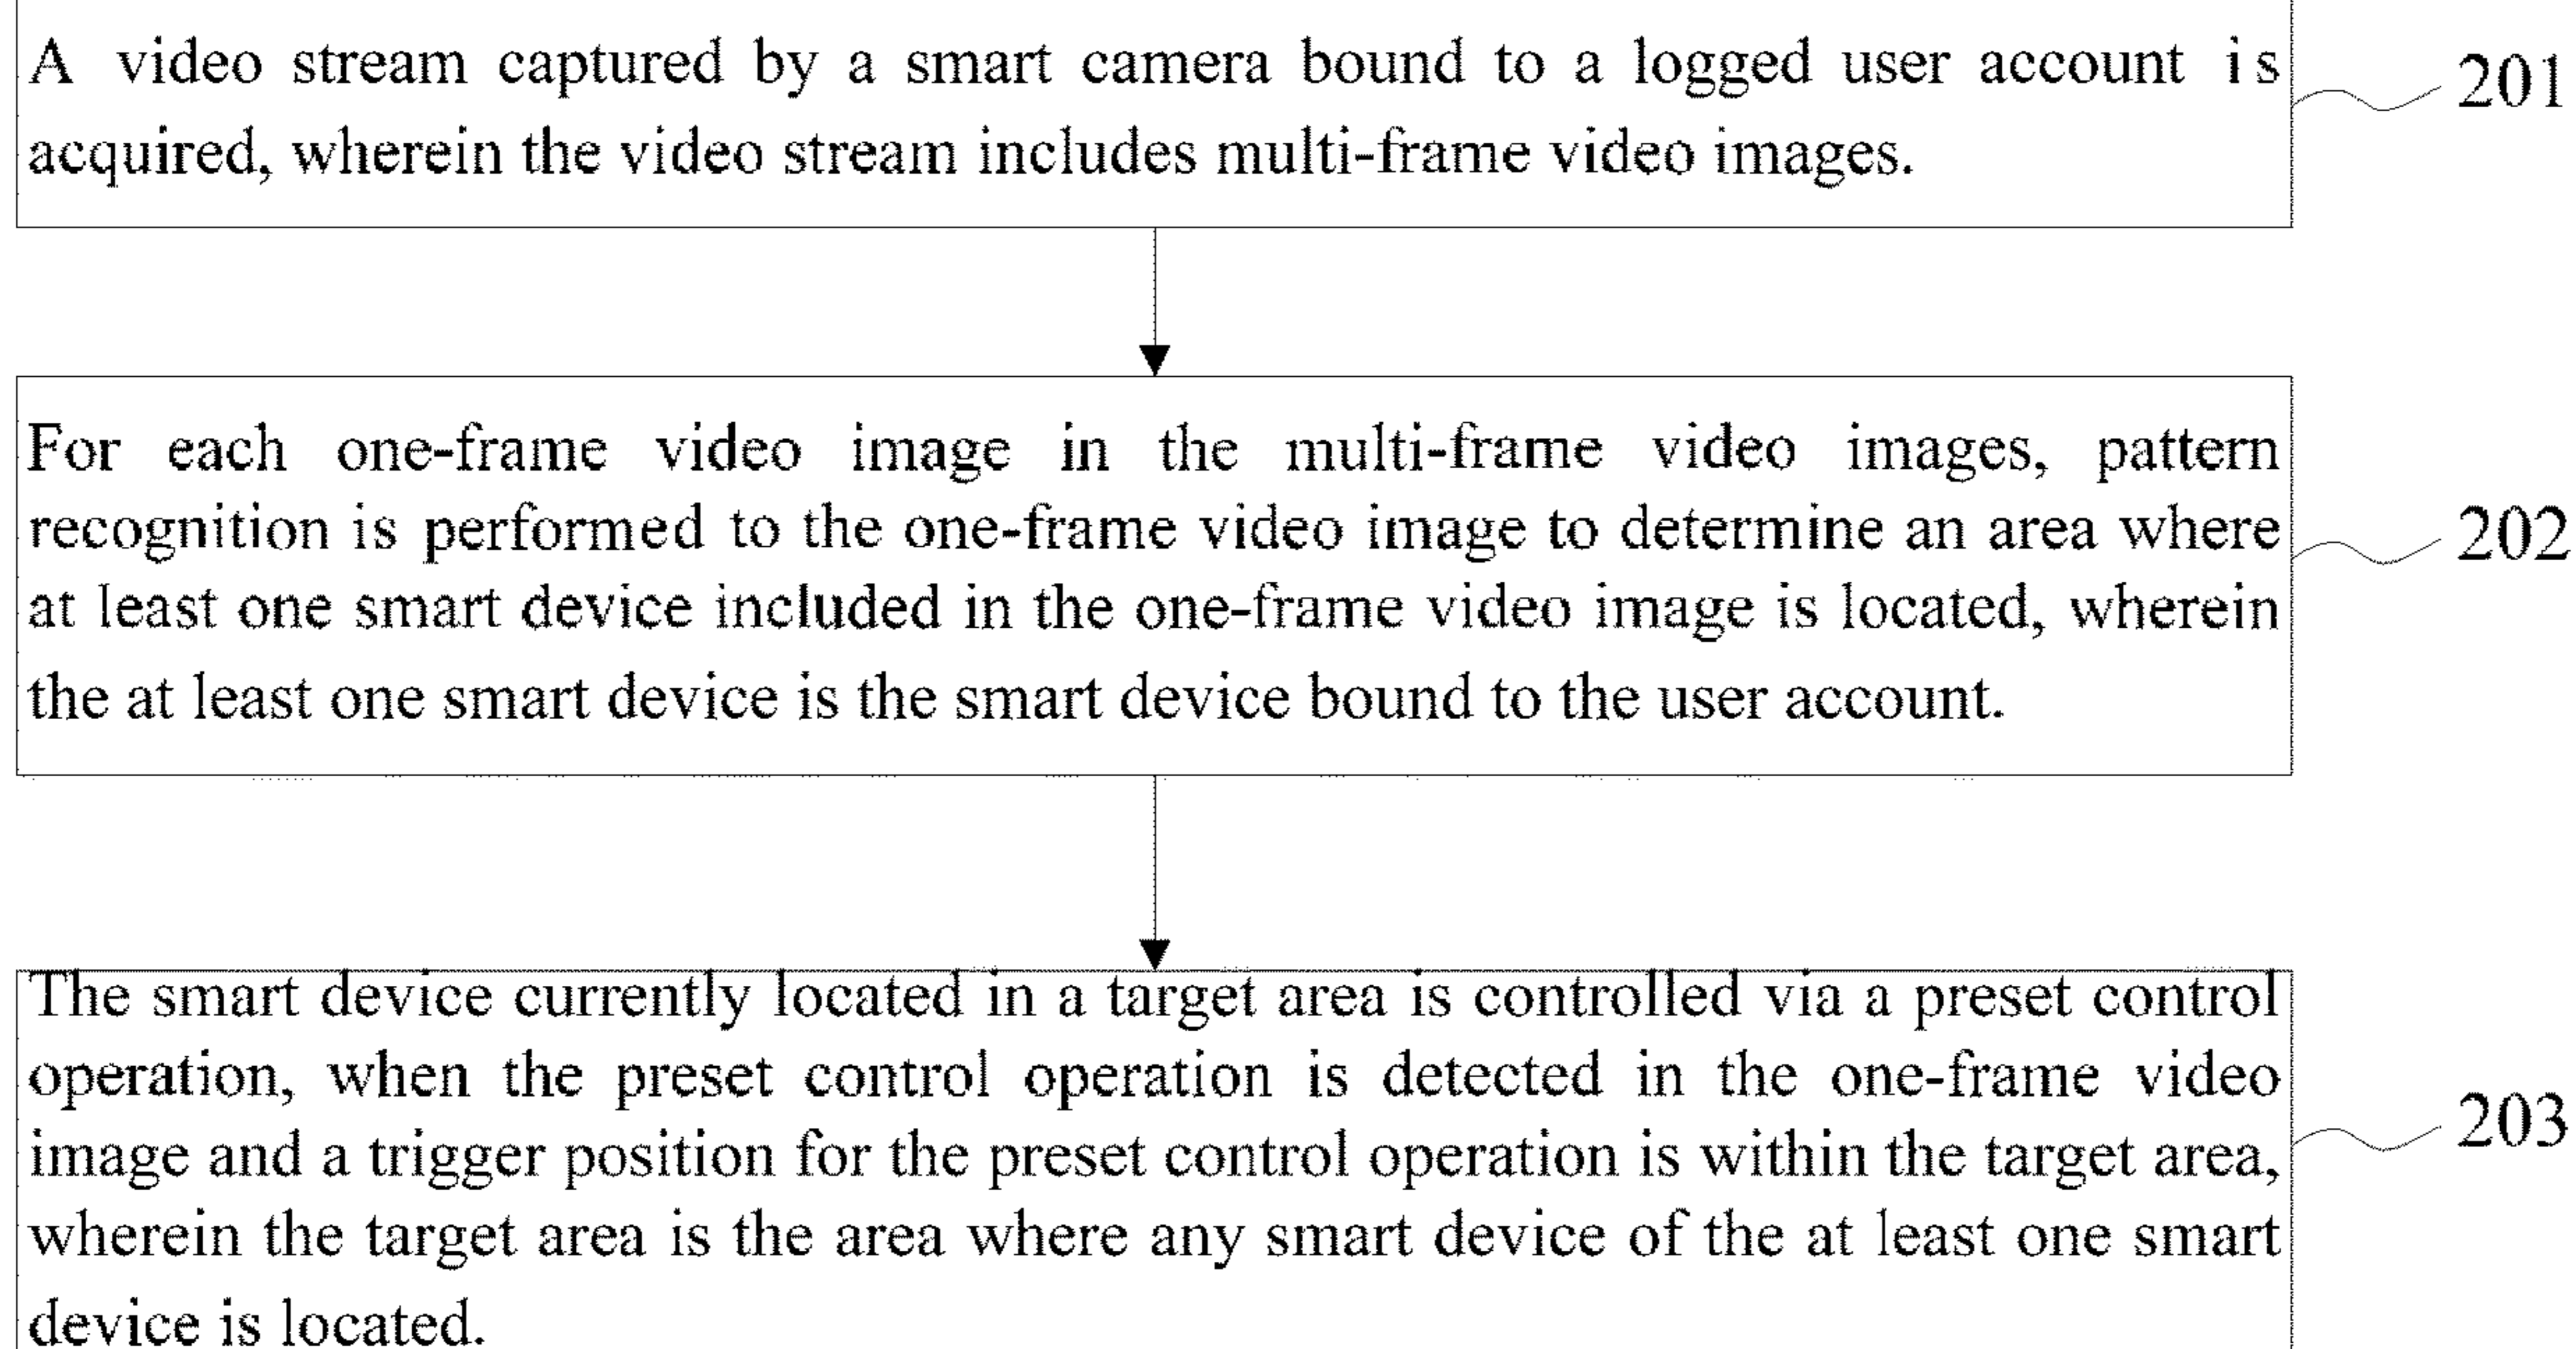 A video stream captured by a smart camera bound to a logged user account is
acquired, wherein the video stream includes multi-frame video images.
201
For each one-frame video image in the multi-frame video images, pattern
recognition is performed to the one-frame video image to determine an area where
at least one smart device included in the one-frame video image is located, wherein
the at least one smart device is the smart device bound to the user account.
202
The smart device currently located in a target area is controlled via a preset control
operation, when the preset control operation is detected in the one-frame video
image and a trigger position for the preset control operation is within the target area,
wherein the target area is the area where any smart device of the at least one smart
device is located.
203